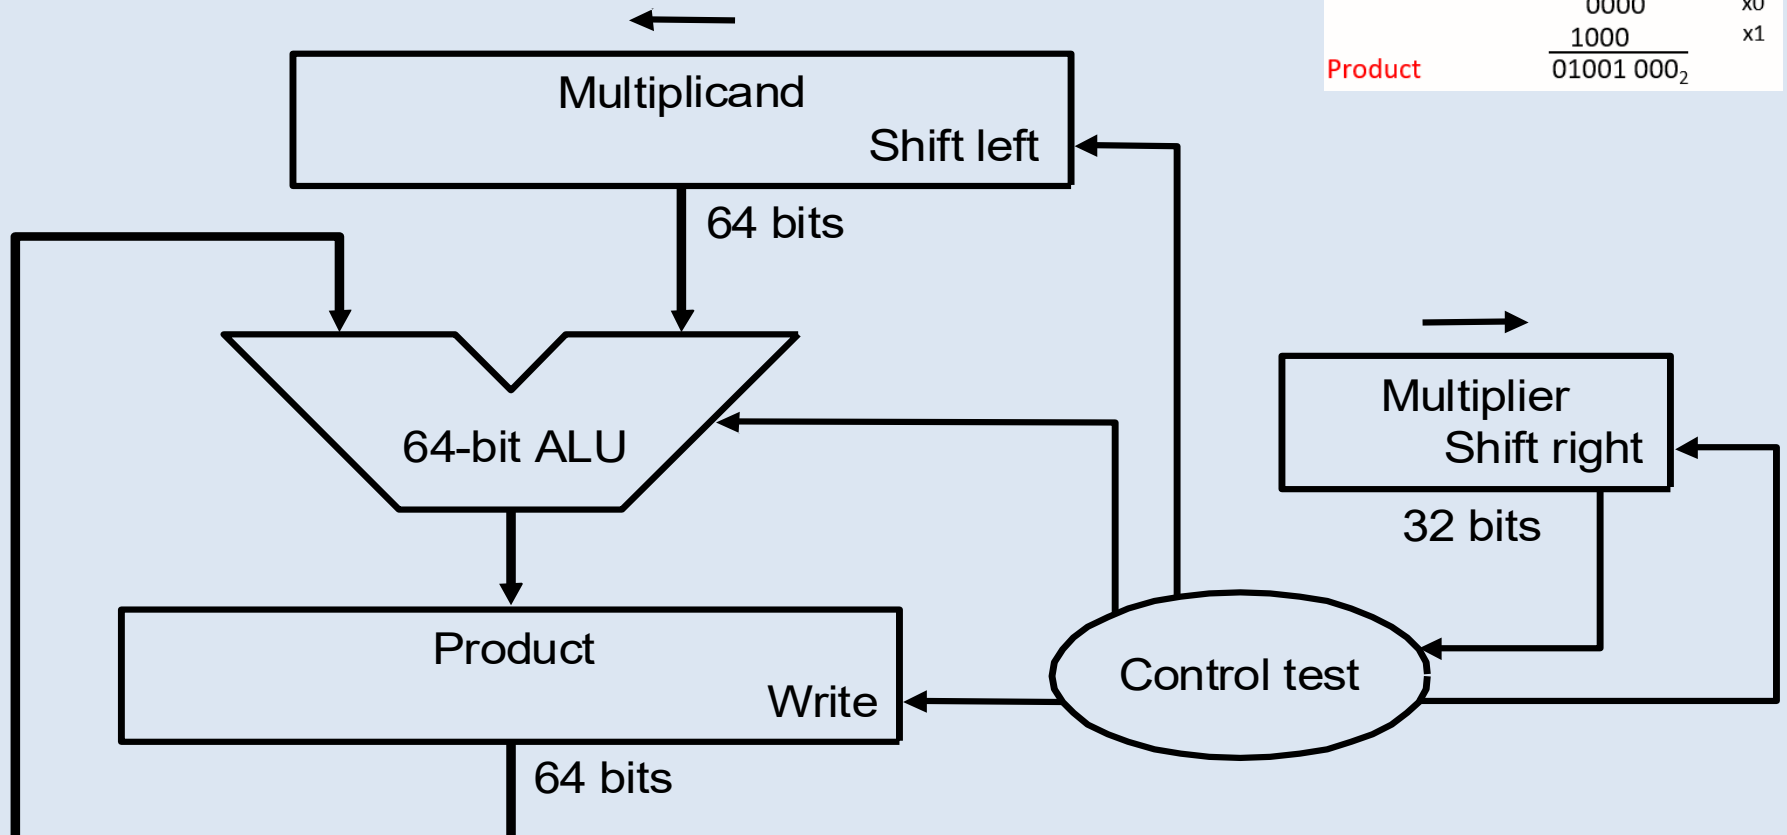 0000 x0
1000 x1
Product 01001 000₂
Multiplicand
Shift left
64 bits
64-bit ALU
Multiplier
Shift right
32 bits
Product
Write
Control test
64 bits